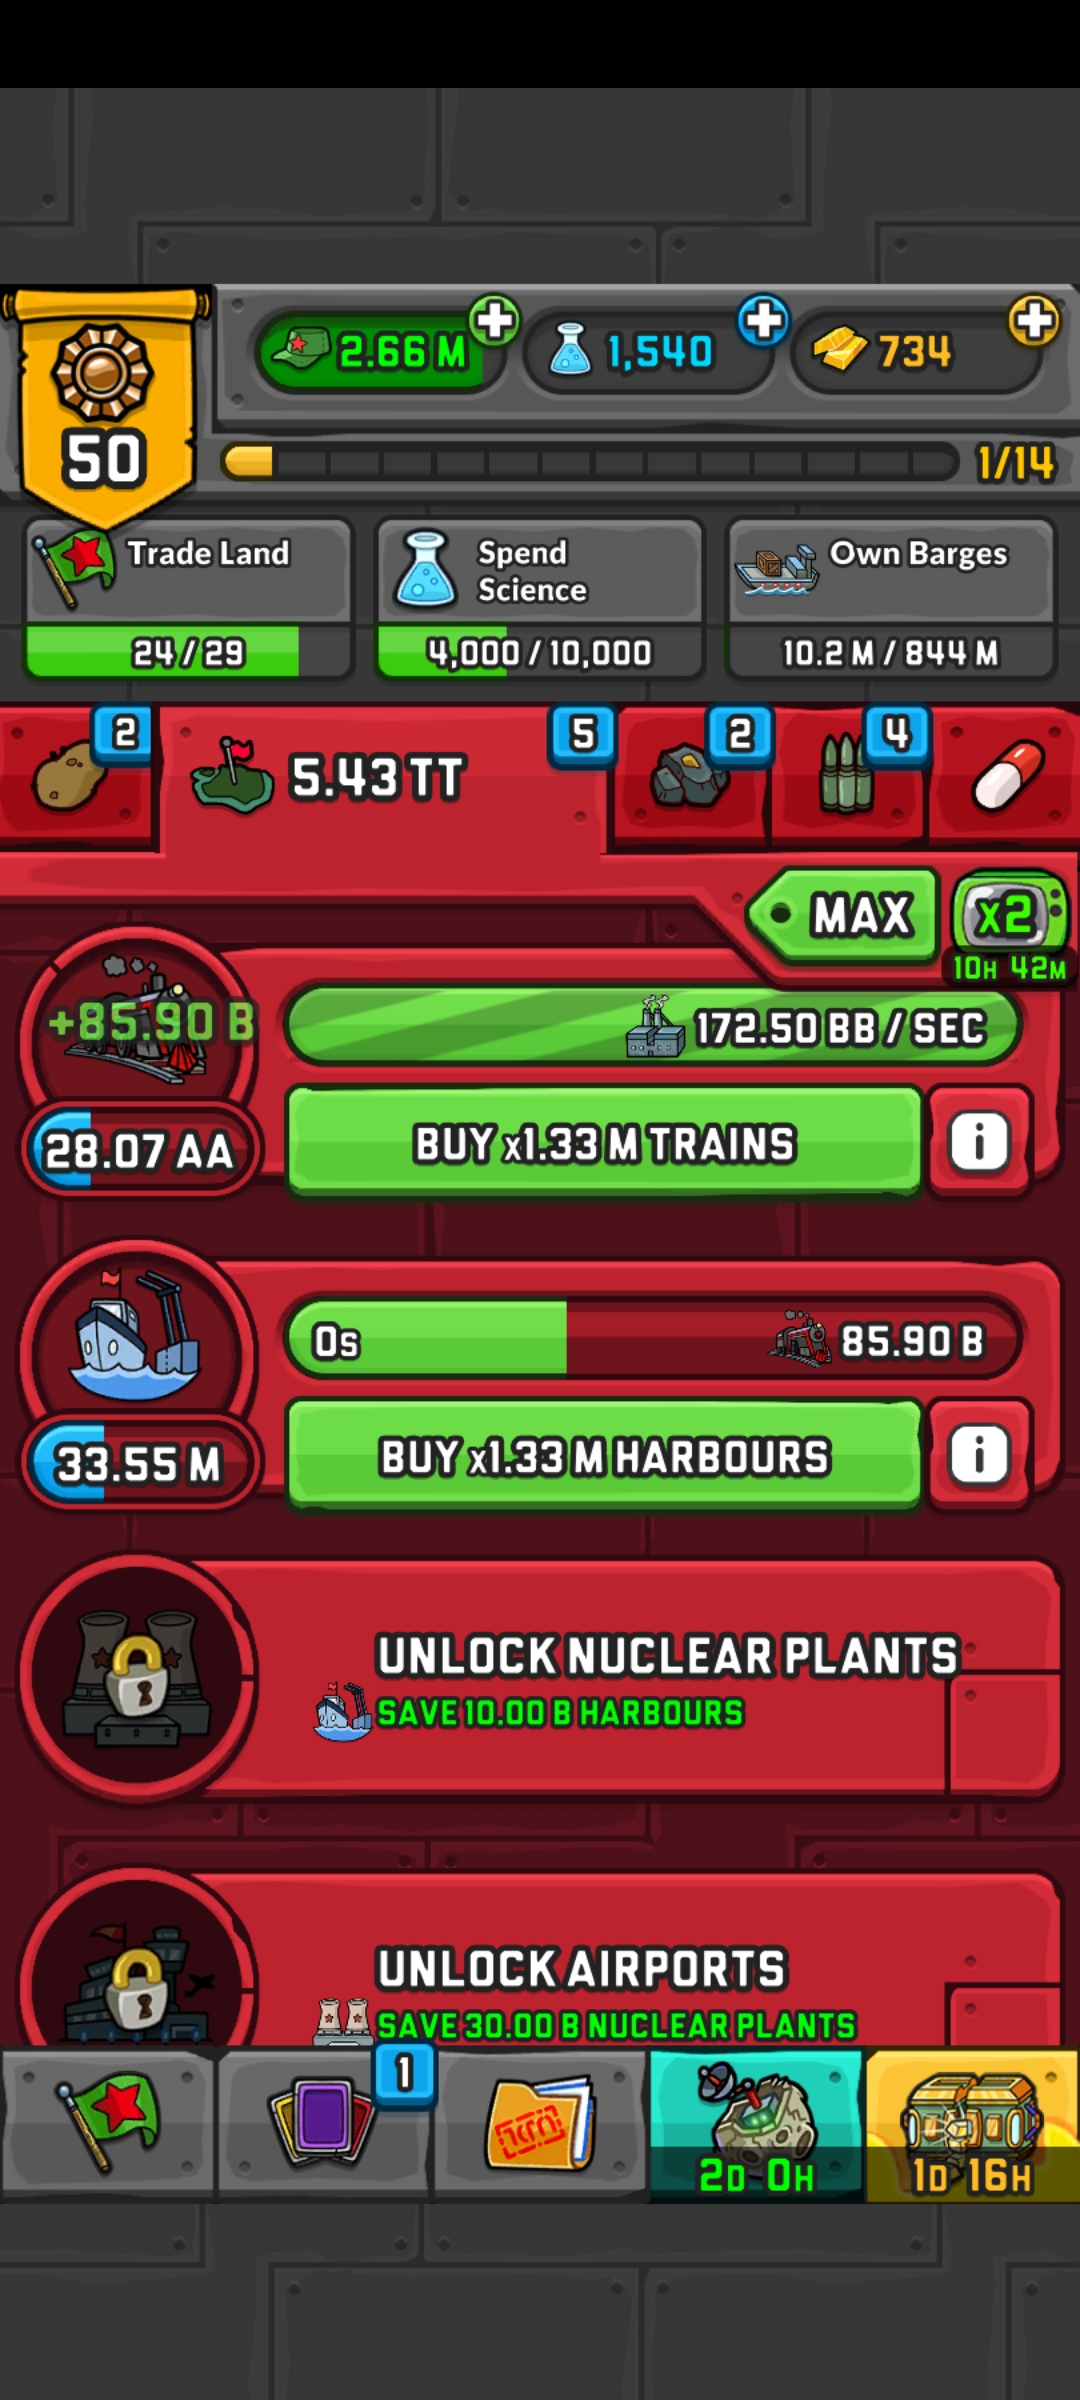 50
2.66 M
1,540
734
1/14
Trade Land
24 / 29
Spend
Science
4,000 / 10,000
Own Barges
10.2 M / 844 M
2
5.43 TT
5
2
4
MAX
x2
10H 42M
+85.90 B
172.50 BB / SEC
28.07 AA
BUY x1.33 M TRAINS
i
0s
85.90 B
33.55 M
BUY x1.33 M HARBOURS
i
UNLOCK NUCLEAR PLANTS
SAVE 10.00 B HARBOURS
UNLOCK AIRPORTS
SAVE 30.00 B NUCLEAR PLANTS
1
2D 0H
1D 16H